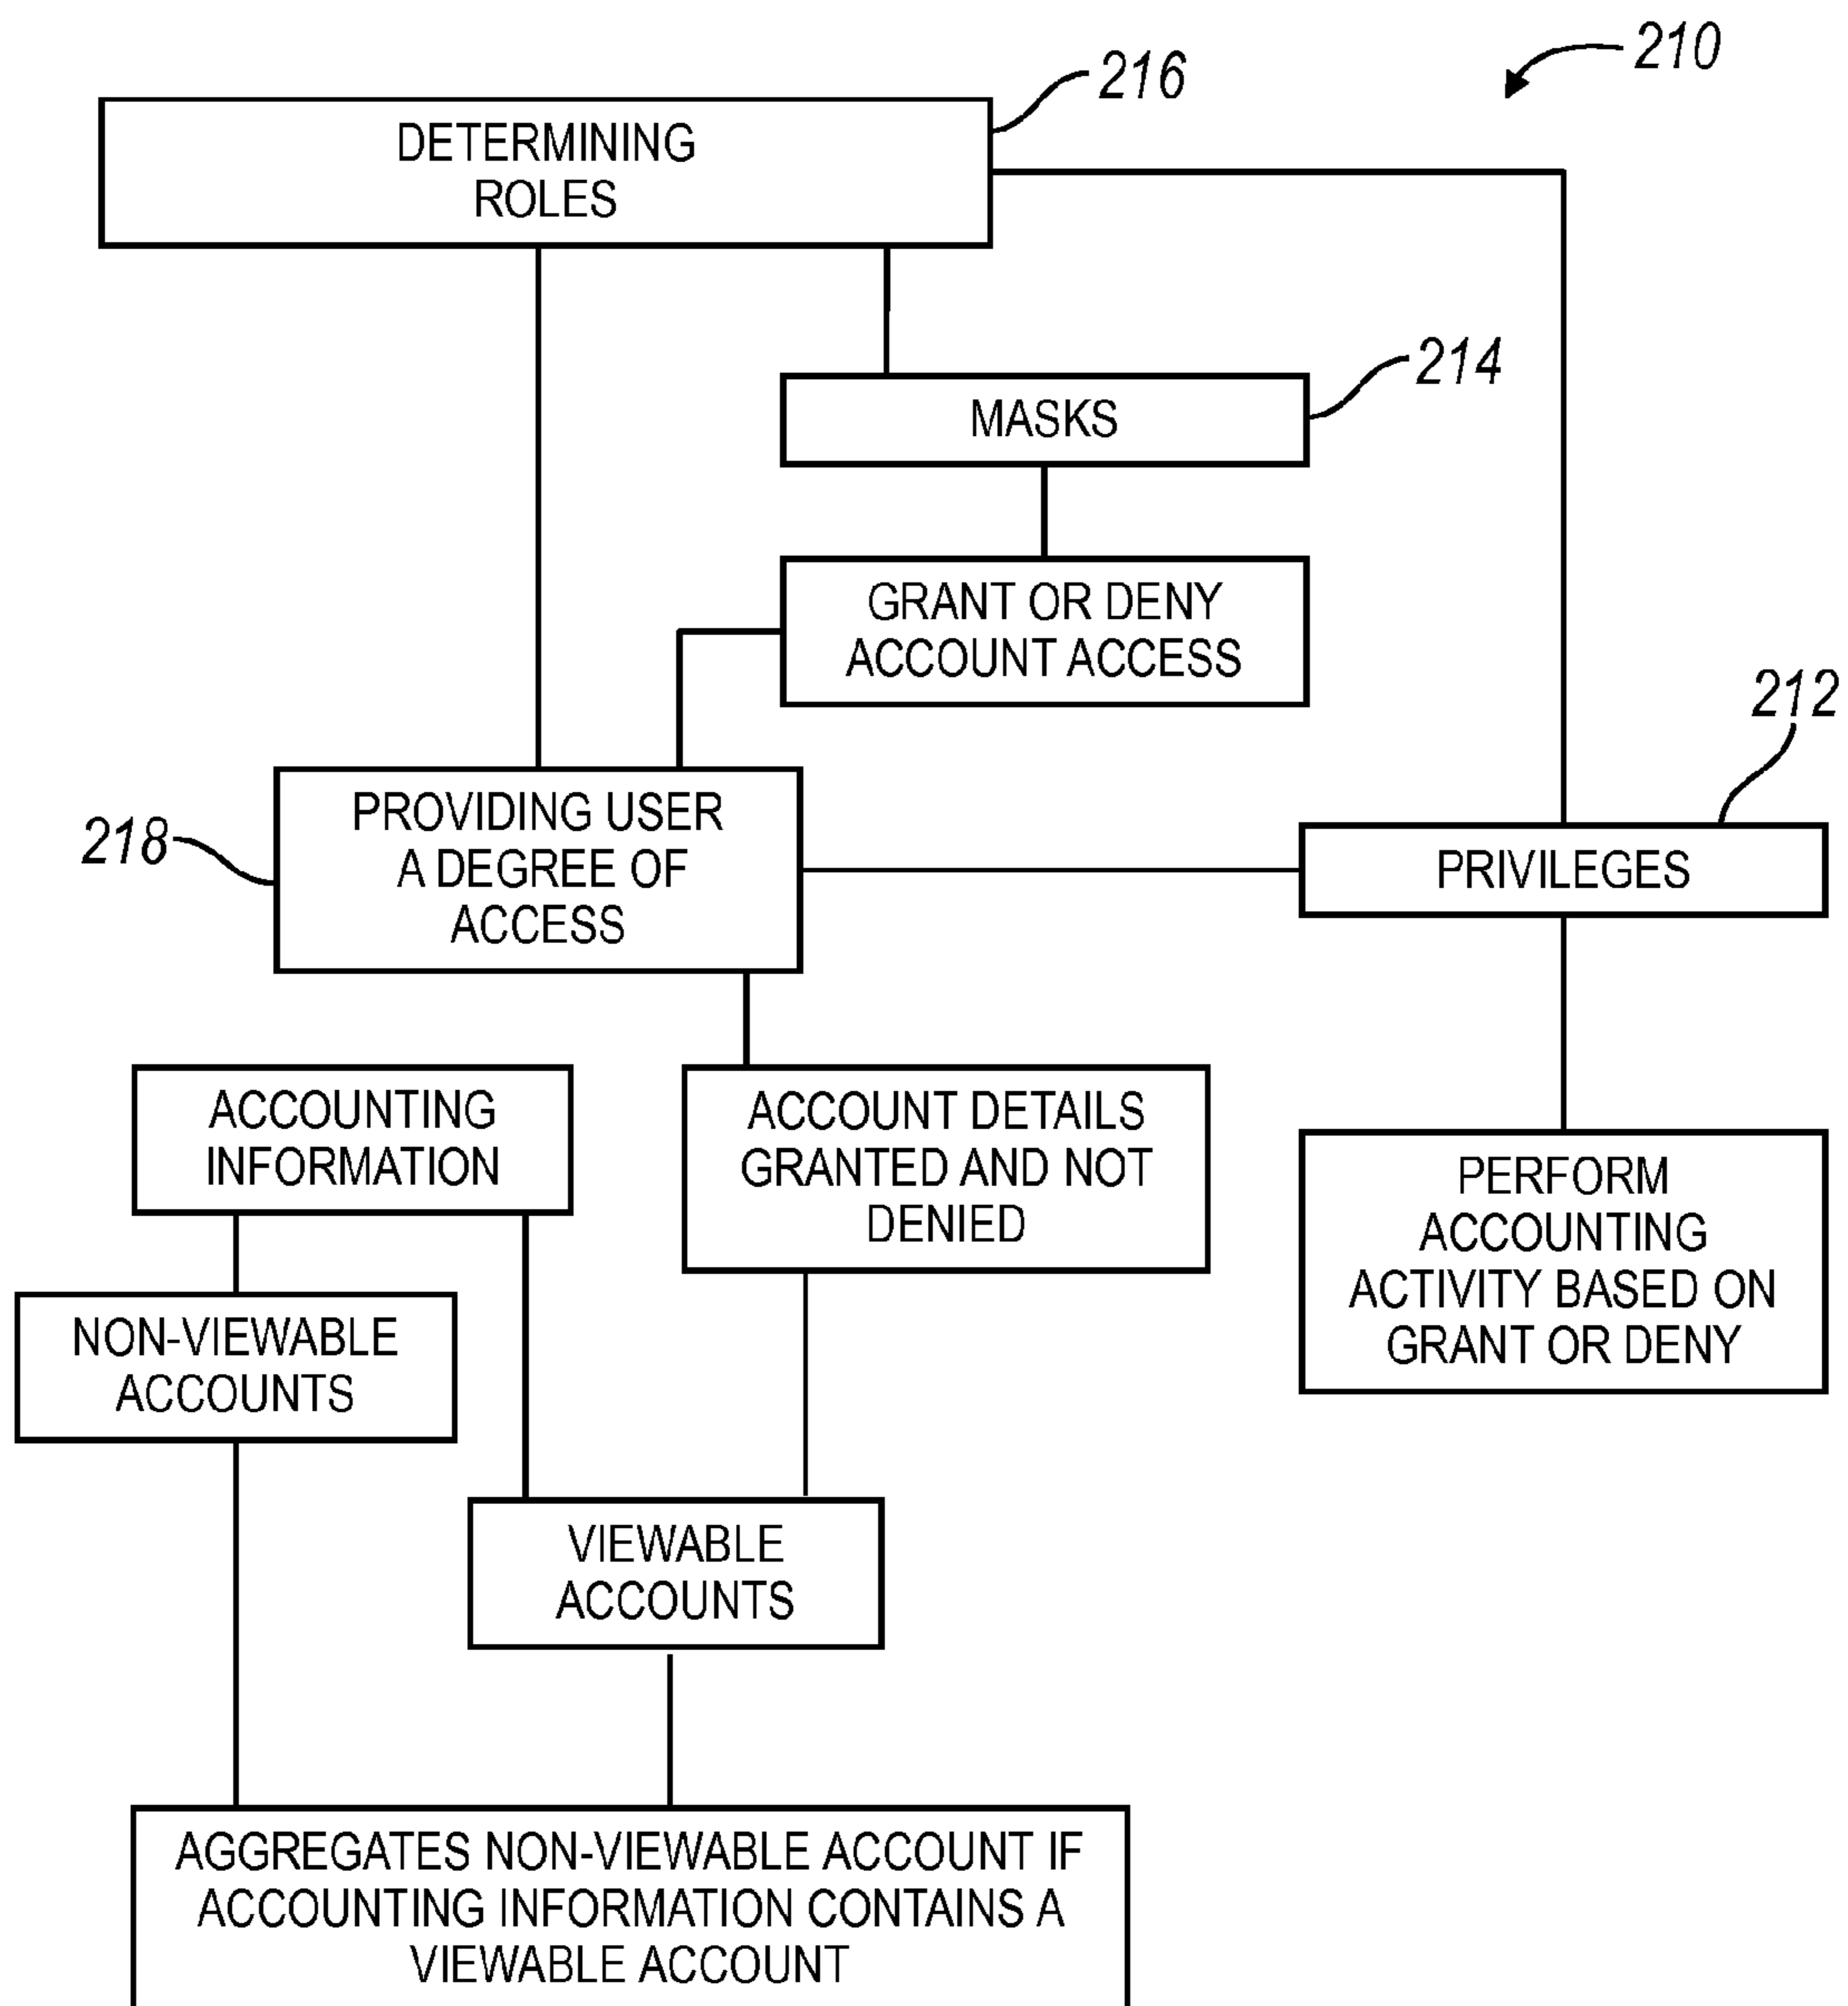 210
216
DETERMINING
ROLES
214
MASKS
GRANT OR DENY
ACCOUNT ACCESS
212
218
PROVIDING USER
A DEGREE OF
ACCESS
PRIVILEGES
ACCOUNTING
INFORMATION
ACCOUNT DETAILS
GRANTED AND NOT
DENIED
PERFORM
ACCOUNTING
ACTIVITY BASED ON
GRANT OR DENY
NON-VIEWABLE
ACCOUNTS
VIEWABLE
ACCOUNTS
AGGREGATES NON-VIEWABLE ACCOUNT IF
ACCOUNTING INFORMATION CONTAINS A
VIEWABLE ACCOUNT